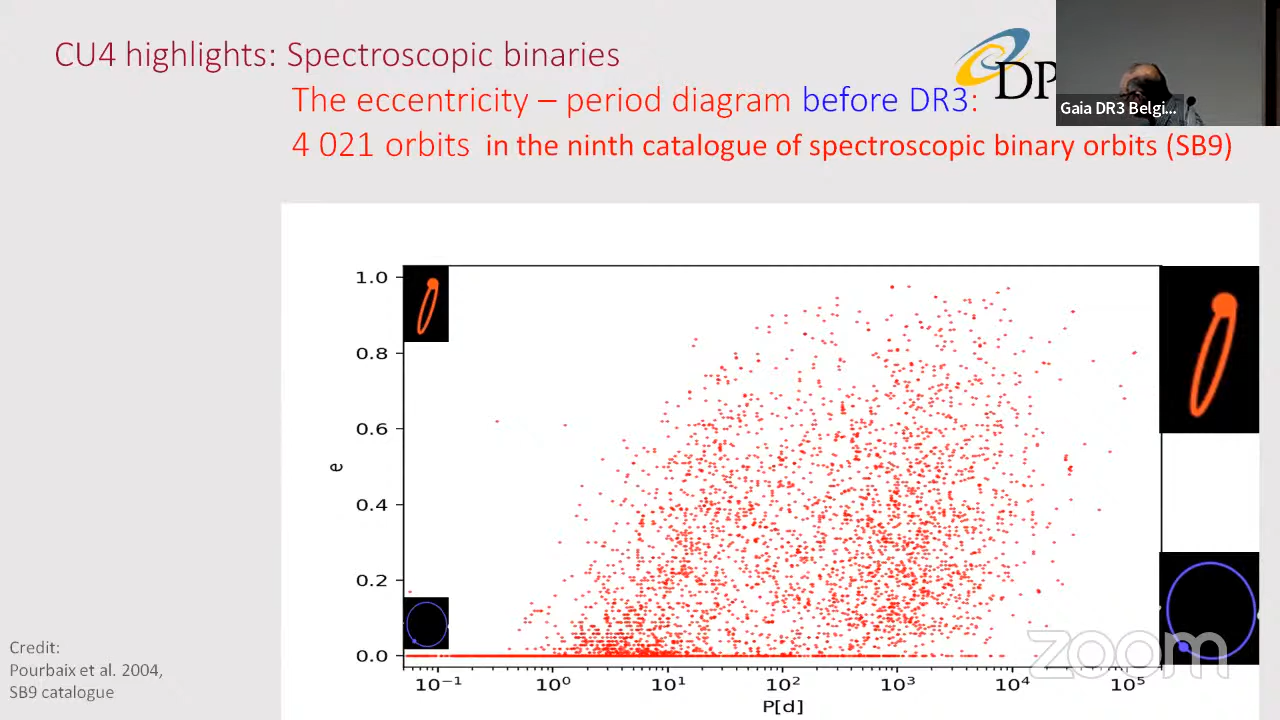 CU4 highlights: Spectroscopic binaries
The eccentricity – period diagram before DR3:
4 021 orbits in the ninth catalogue of spectroscopic binary orbits (SB9)
DP
Gaia DR3 Belgi...
1.0
0.8
0.6
0.4
0.2
0.0
e
10⁻¹ 10⁰ 10¹ 10² 10³ 10⁴ 10⁵
P[d]
Credit:
Pourbaix et al. 2004,
SB9 catalogue
zoom